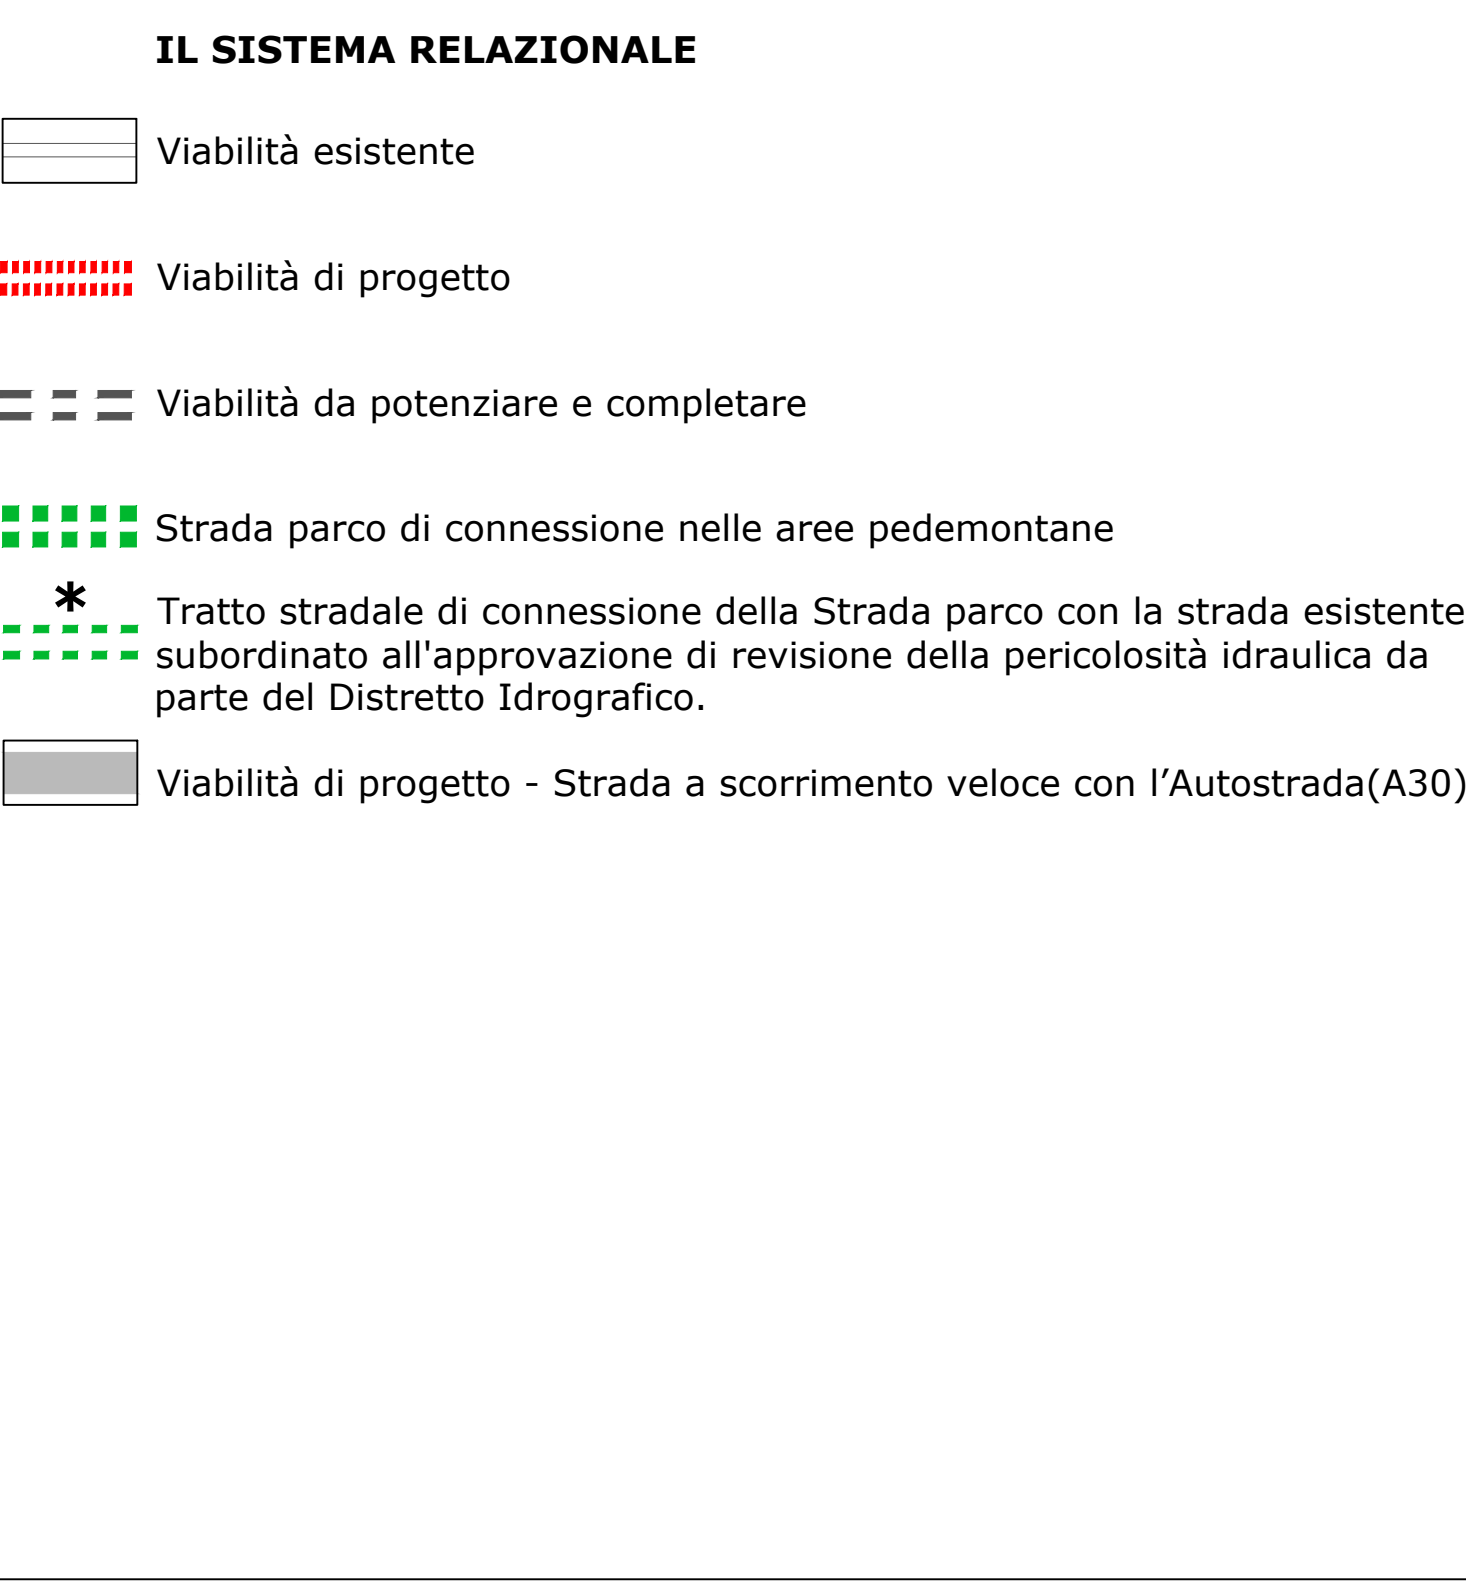 IL SISTEMA RELAZIONALE
Viabilità esistente
Viabilità di progetto
Viabilità da potenziare e completare
Strada parco di connessione nelle aree pedemontane
*
Tratto stradale di connessione della Strada parco con la strada esistente
subordinato all'approvazione di revisione della pericolosità idraulica da
parte del Distretto Idrografico.
Viabilità di progetto - Strada a scorrimento veloce con l’Autostrada(A30)